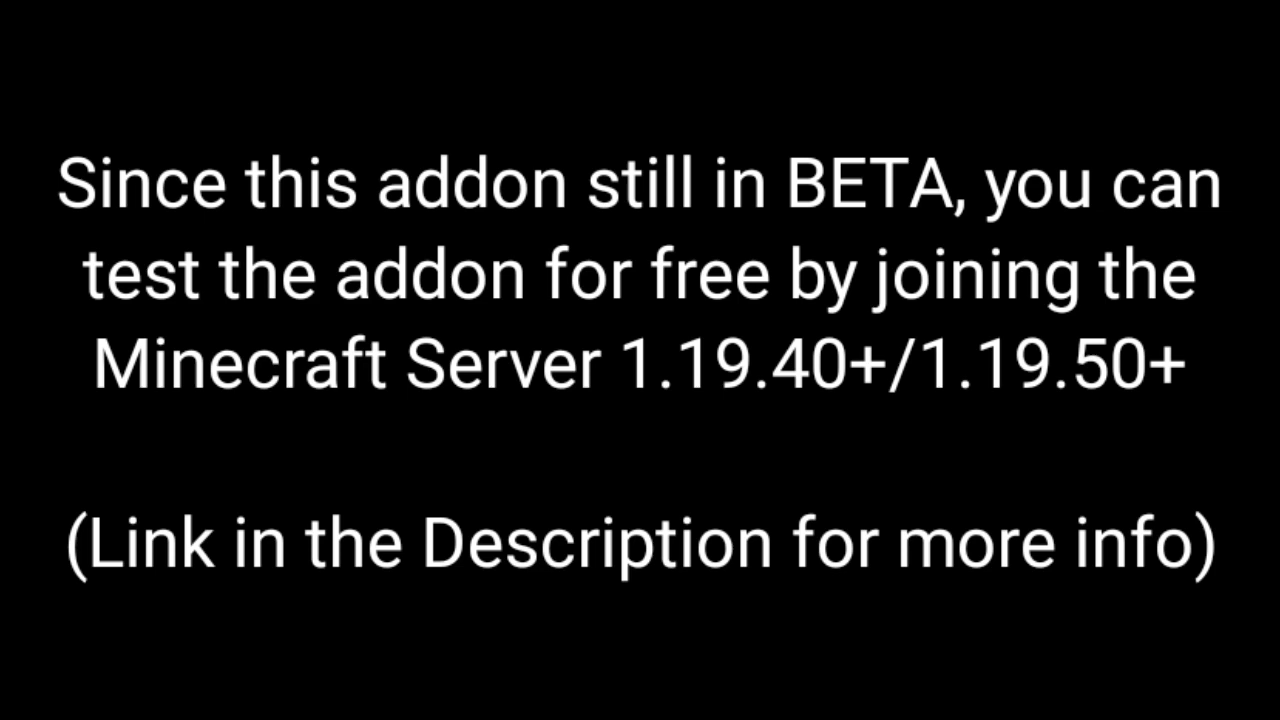 Since this addon still in BETA, you can
test the addon for free by joining the
Minecraft Server 1.19.40+/1.19.50+
(Link in the Description for more info)